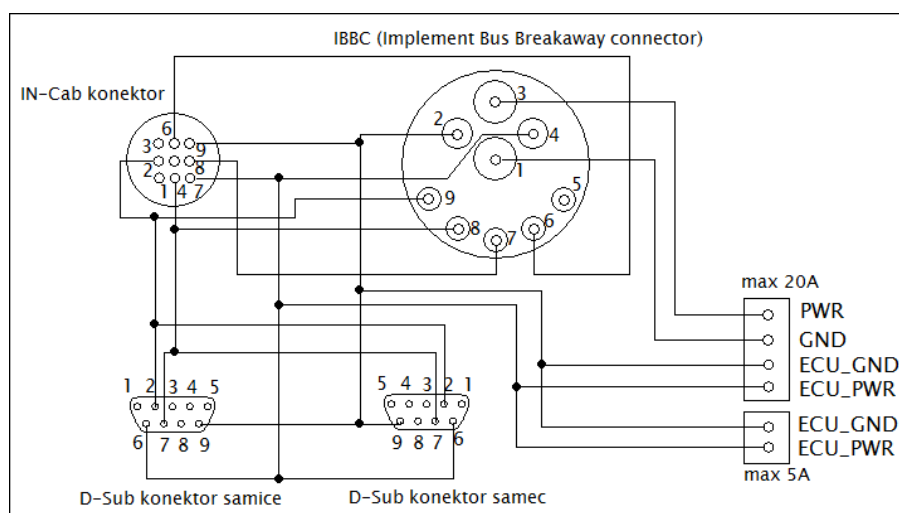 IBBC (Implement Bus Breakaway connector)
IN-Cab konektor
3
6
9
2
8
1 4 7
3
2
4
1
5
9
8
7
6
max 20A
PWR
GND
ECU_GND
ECU_PWR
ECU_GND
ECU_PWR
max 5A
1 2 3 4 5
6 7 8 9
5 4 3 2 1
9 8 7 6
D-Sub konektor samice
D-Sub konektor samec